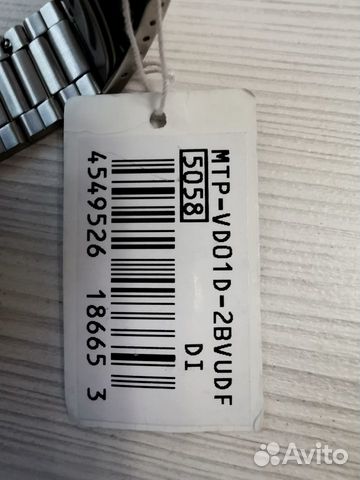 MTP-VD01D-2BVUDF
5058 DI
4549526 18665 3
Avito